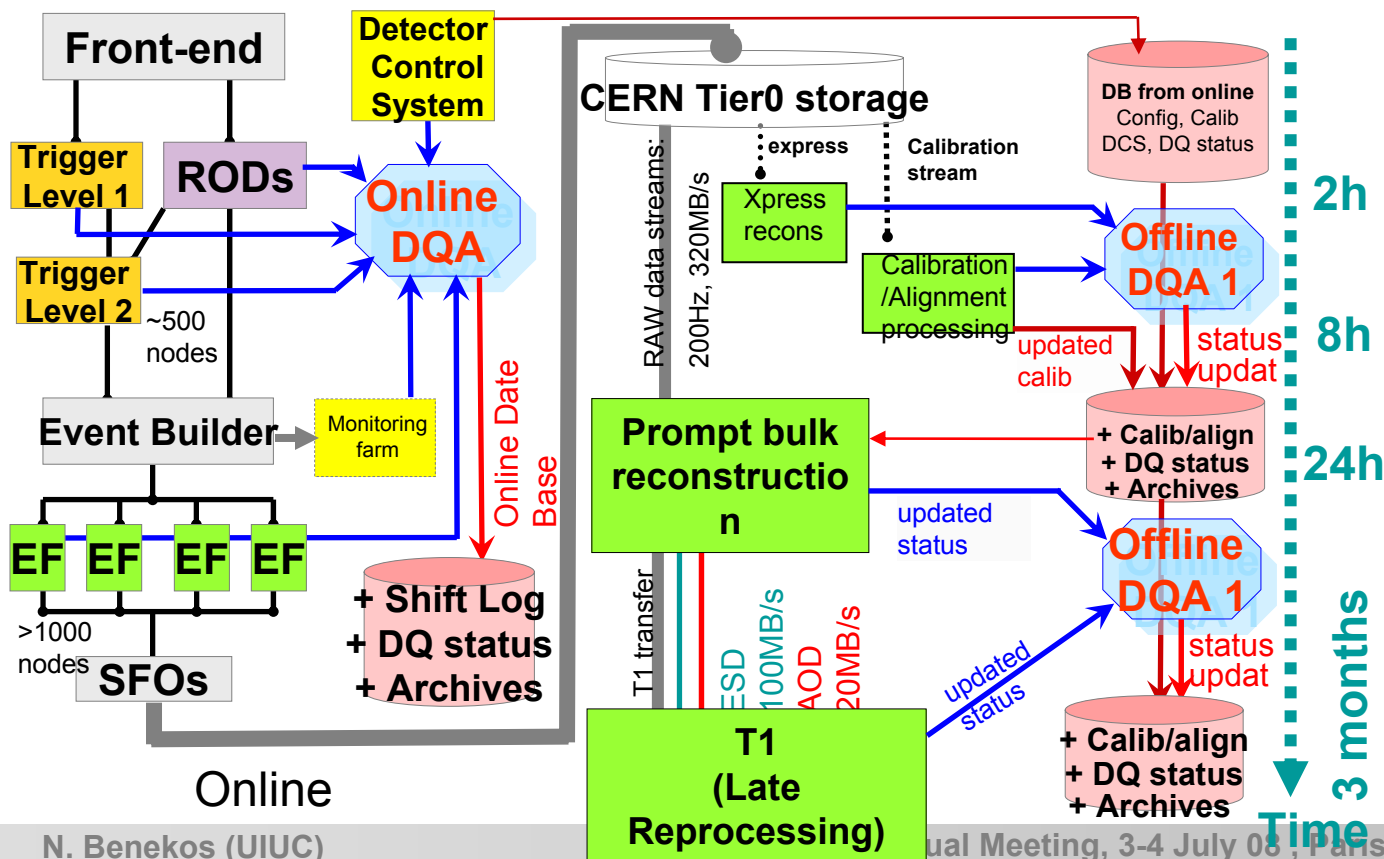 Front-end
Detector
Control
System
CERN Tier0 storage
DB from online
Config, Calib
DCS, DQ status
Trigger
Level 1
RODs
Online
DQA
express
Calibration
stream
2h
Xpress
recons
Offline
DQA 1
Trigger
Level 2
~500
nodes
RAW data streams:
200Hz, 320MB/s
Calibration
/Alignment
processing
updated
calib
status
updat
8h
Event Builder
Monitoring
farm
Online Date
Base
Prompt bulk
reconstructio
n
+ Calib/align
+ DQ status
+ Archives
24h
updated
status
EF
EF
EF
EF
Offline
DQA 1
>1000
nodes
SFOs
+ Shift Log
+ DQ status
+ Archives
T1 transfer
ESD
100MB/s
AOD
20MB/s
updated
status
status
updat
3 months
T1
(Late
Reprocessing)
+ Calib/align
+ DQ status
+ Archives
Online
Time
N. Benekos (UIUC)
ual Meeting, 3-4 July 08, Paris